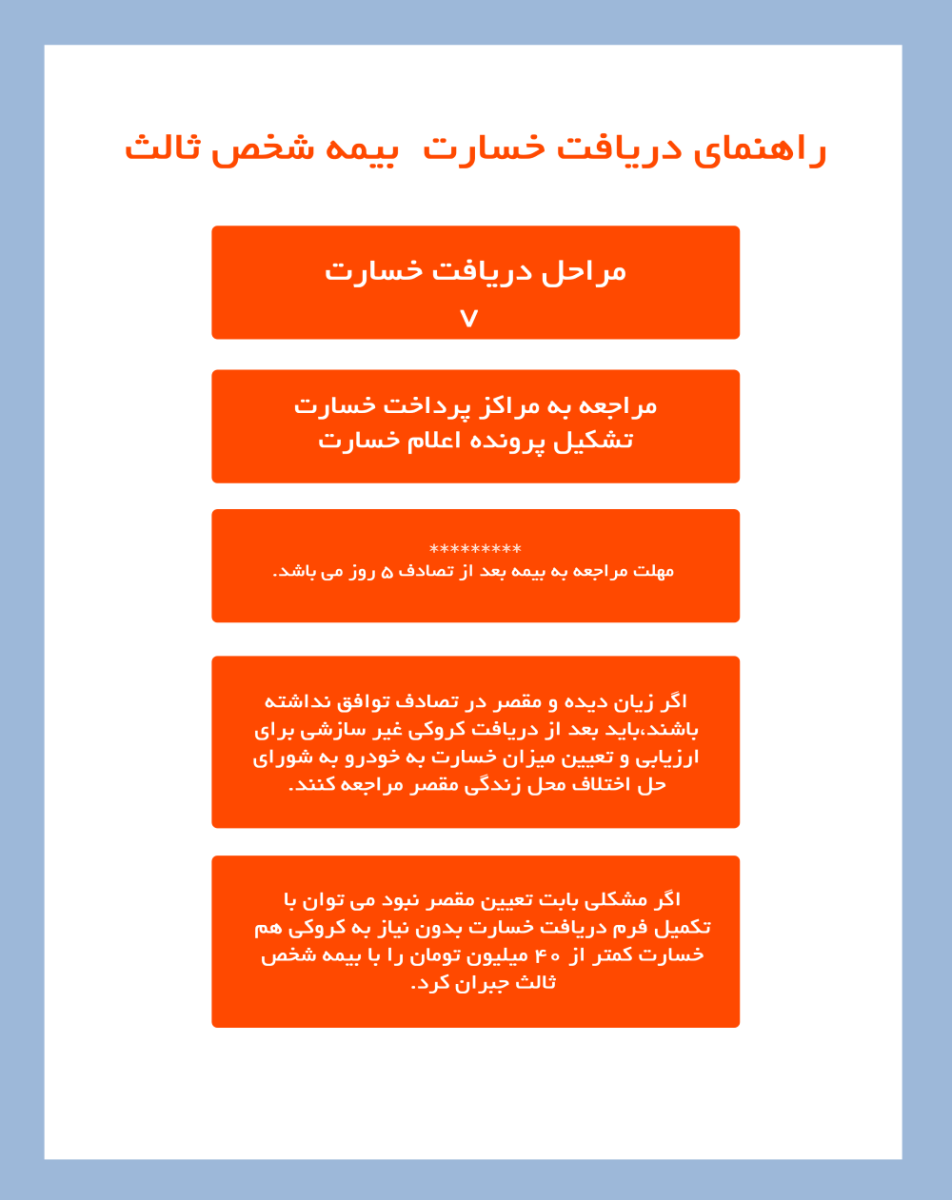 راهنمای دریافت خسارت بیمه شخص ثالث
مراحل دریافت خسارت
۷
مراجعه به مراکز پرداخت خسارت
تشکیل پرونده اعلام خسارت
*********
مهلت مراجعه به بیمه بعد از تصادف ۵ روز می باشد.
اگر زیان دیده و مقصر در تصادف توافق نداشته
باشند،باید بعد از دریافت کروکی غیر سازشی برای
ارزیابی و تعیین میزان خسارت به خودرو به شورای
حل اختلاف محل زندگی مقصر مراجعه کنند.
اگر مشکلی بابت تعیین مقصر نبود می توان با
تکمیل فرم دریافت خسارت بدون نیاز به کروکی هم
خسارت کمتر از ۴۰ میلیون تومان را با بیمه شخص
ثالث جبران کرد.